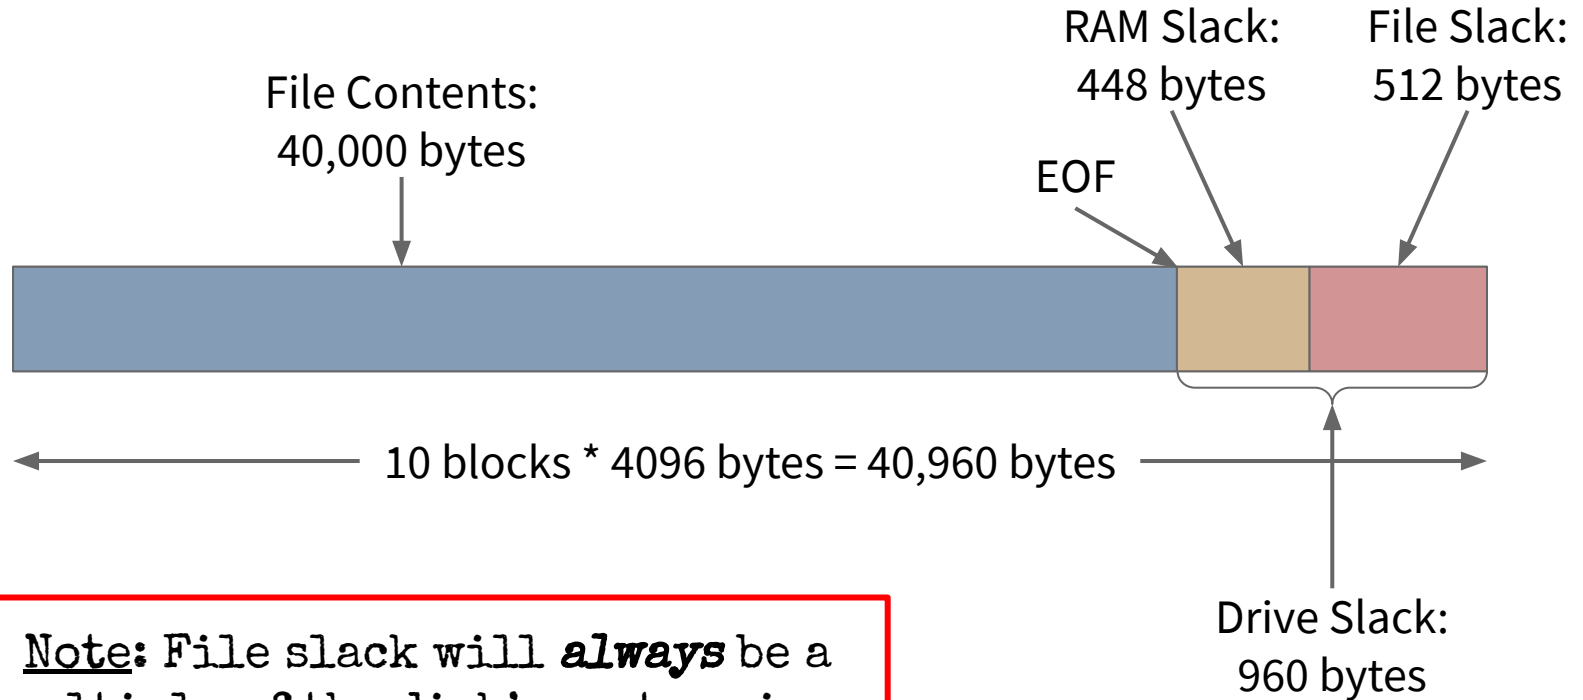 RAM Slack:
448 bytes
File Slack:
512 bytes
File Contents:
40,000 bytes
EOF
10 blocks * 4096 bytes = 40,960 bytes
Drive Slack:
960 bytes
Note: File slack will always be a